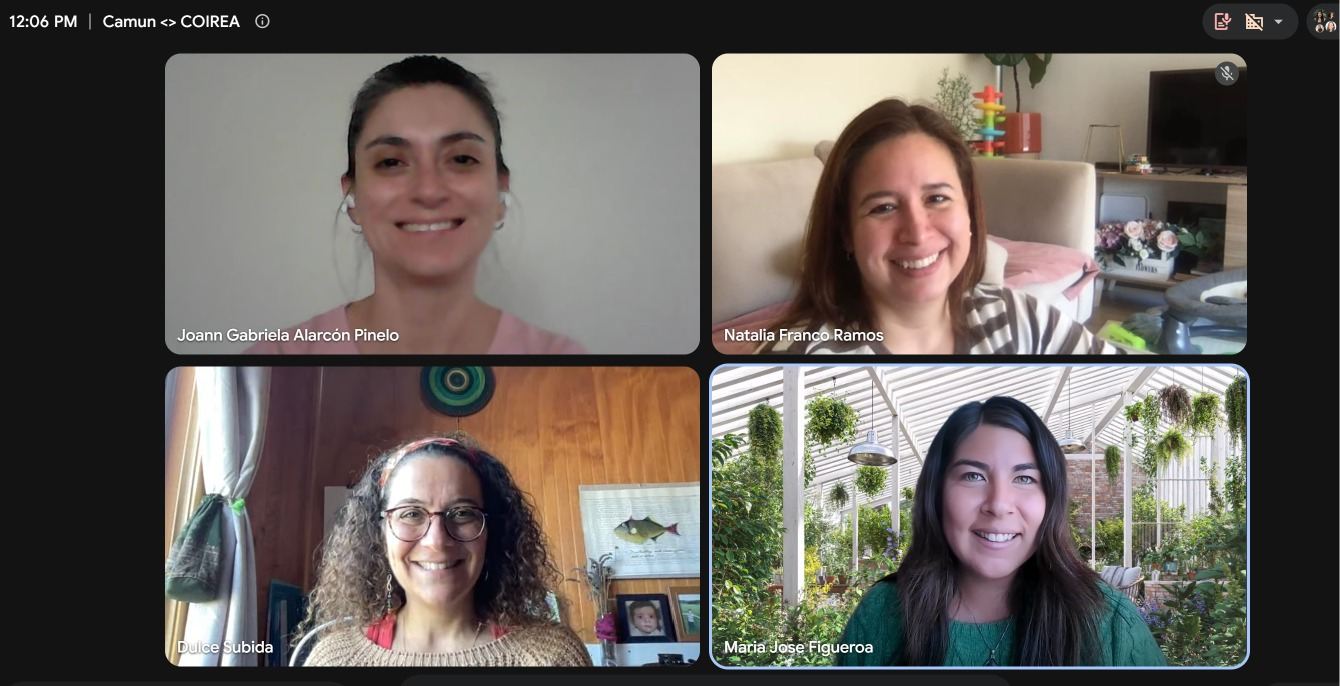 12:06 PM | Camun <> COIREA
Joann Gabriela Alarcón Pinelo
Natalia Franco Ramos
Dulce Subida
Maria Jose Figueroa